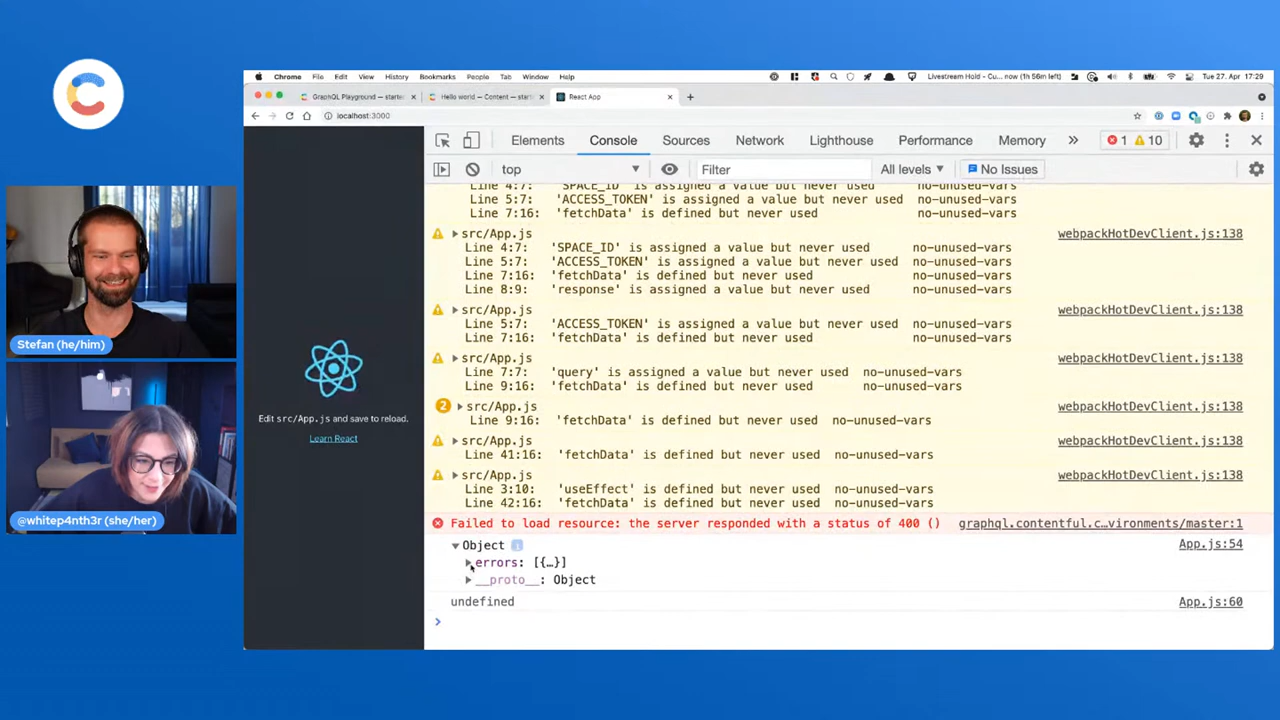 Chrome File Edit View History Bookmarks People Tab Window Help
Livestream Hold - Cu... now (1h 56m left)
Tue 27. Apr 17:29
GraphQL Playground — starte
Hello world — Content — start
React App
localhost:3000
Elements Console Sources Network Lighthouse Performance Memory
1 10
top
Filter
All levels
No Issues
Line 4:7: 'SPACE_ID' is assigned a value but never used no-unused-vars
Line 5:7: 'ACCESS_TOKEN' is assigned a value but never used no-unused-vars
Line 7:16: 'fetchData' is defined but never used no-unused-vars
src/App.js webpackHotDevClient.js:138
Line 4:7: 'SPACE_ID' is assigned a value but never used no-unused-vars
Line 5:7: 'ACCESS_TOKEN' is assigned a value but never used no-unused-vars
Line 7:16: 'fetchData' is defined but never used no-unused-vars
Line 8:9: 'response' is assigned a value but never used no-unused-vars
src/App.js webpackHotDevClient.js:138
Line 5:7: 'ACCESS_TOKEN' is assigned a value but never used no-unused-vars
Line 7:16: 'fetchData' is defined but never used no-unused-vars
src/App.js webpackHotDevClient.js:138
Line 7:7: 'query' is assigned a value but never used no-unused-vars
Line 9:16: 'fetchData' is defined but never used no-unused-vars
2 src/App.js webpackHotDevClient.js:138
Line 9:16: 'fetchData' is defined but never used no-unused-vars
src/App.js webpackHotDevClient.js:138
Line 41:16: 'fetchData' is defined but never used no-unused-vars
src/App.js webpackHotDevClient.js:138
Line 3:10: 'useEffect' is defined but never used no-unused-vars
Line 42:16: 'fetchData' is defined but never used no-unused-vars
Failed to load resource: the server responded with a status of 400 () graphql.contentful.c…vironments/master:1
Object i App.js:54
errors: [{…}]
__proto__: Object
undefined App.js:60
Edit src/App.js and save to reload.
Learn React
Stefan (he/him)
@whitep4nth3r (she/her)